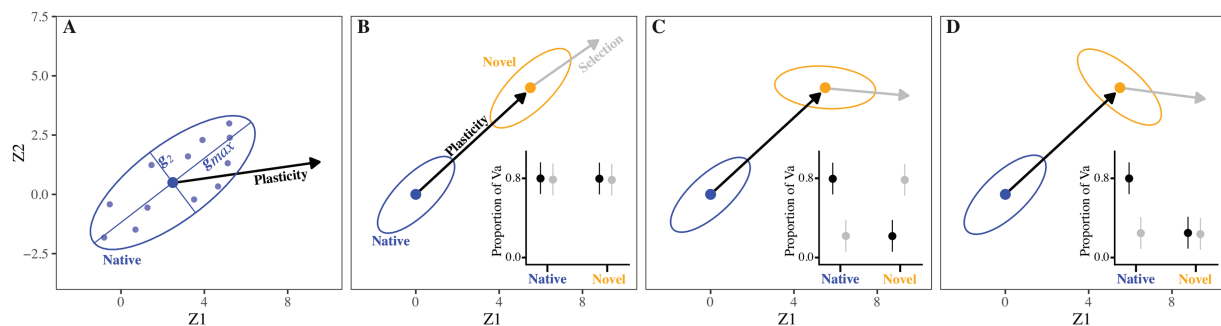 A
B
C
D
7.5
5.0
2.5
0.0
−2.5
Z2
g2
gmax
Plasticity
Native
0
4
8
Z1
Novel
Selection
Plasticity
Native
Proportion of Va
0.8
0.0
Native
Novel
0
4
8
Z1
Proportion of Va
0.8
0.0
Native
Novel
0
4
8
Z1
Proportion of Va
0.8
0.0
Native
Novel
0
4
8
Z1